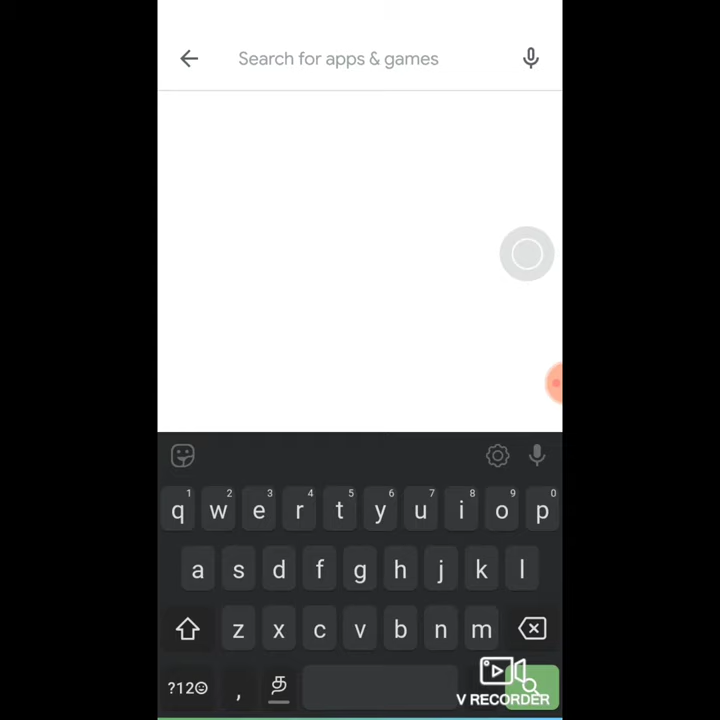 Search for apps & games
1 2 3 4 5 6 7 8 9 0
q w e r t y u i o p
a s d f g h j k l
z x c v b n m
?12☺ , த
V RECORDER